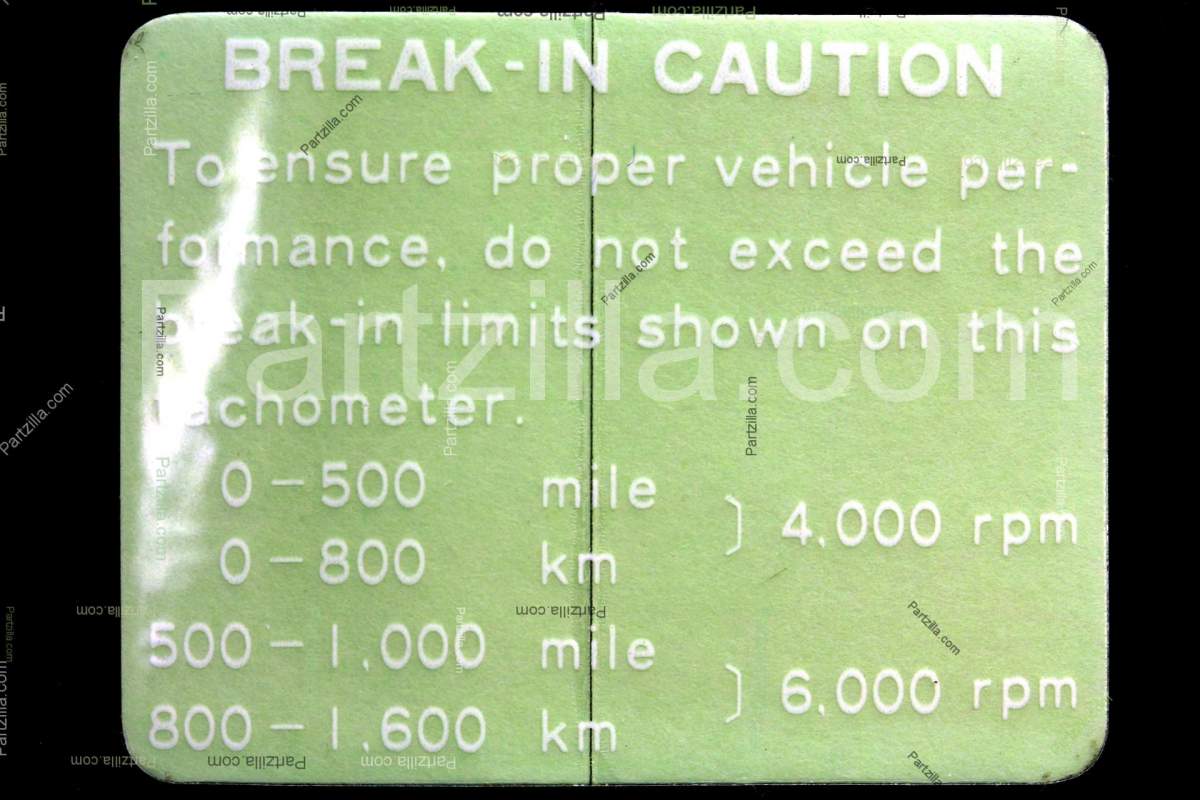 BREAK-IN CAUTION
To ensure proper vehicle per-
formance, do not exceed the
break-in limits shown on this
tachometer.
0 – 500 mile
0 – 800 km
) 4,000 rpm
500 – 1,000 mile
800 – 1,600 km
) 6,000 rpm
Partzilla.com